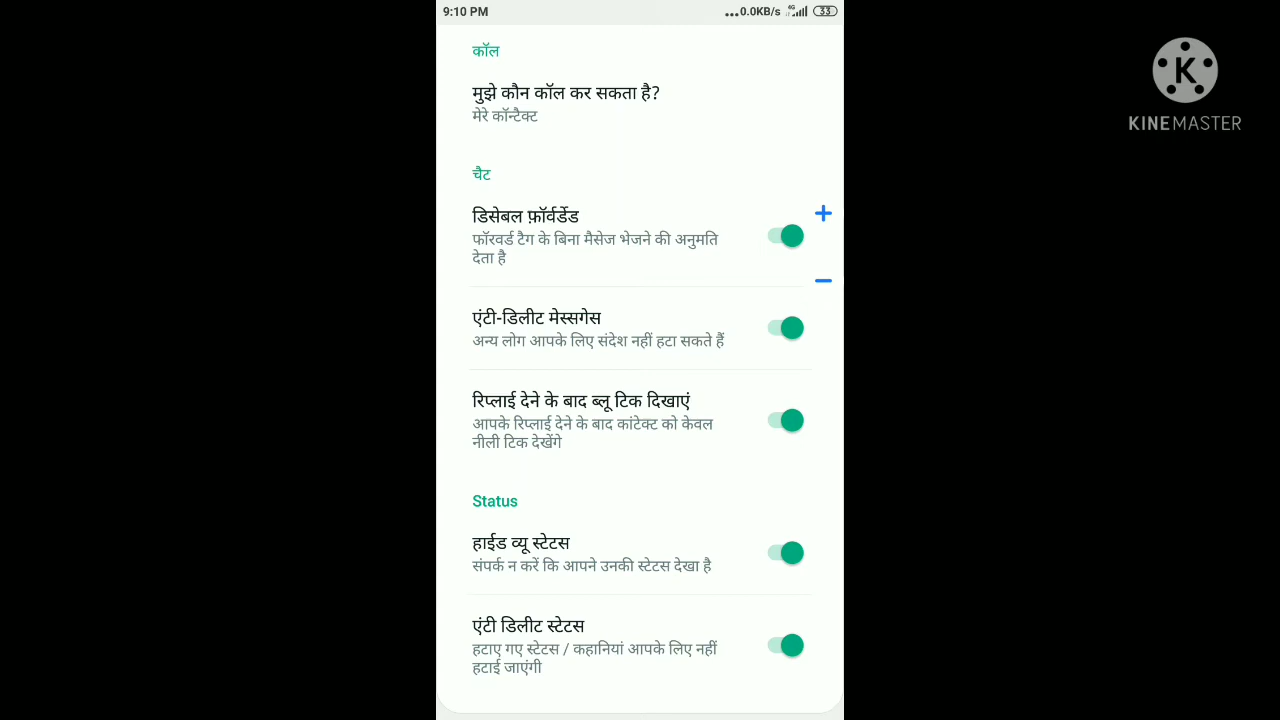 9:10 PM
...0.0KB/s 4G 33
कॉल
मुझे कौन कॉल कर सकता है?
मेरे कॉन्टैक्ट
चैट
डिसेबल फ़ॉर्वर्डेड
फॉरवर्ड टैग के बिना मैसेज भेजने की अनुमति
देता है
एंटी-डिलीट मेस्सगेस
अन्य लोग आपके लिए संदेश नहीं हटा सकते हैं
रिप्लाई देने के बाद ब्लू टिक दिखाएं
आपके रिप्लाई देने के बाद कांटेक्ट को केवल
नीली टिक देखेंगे
Status
हाईड व्यू स्टेटस
संपर्क न करें कि आपने उनकी स्टेटस देखा है
एंटी डिलीट स्टेटस
हटाए गए स्टेटस / कहानियां आपके लिए नहीं
हटाई जाएंगी
K
KINEMASTER